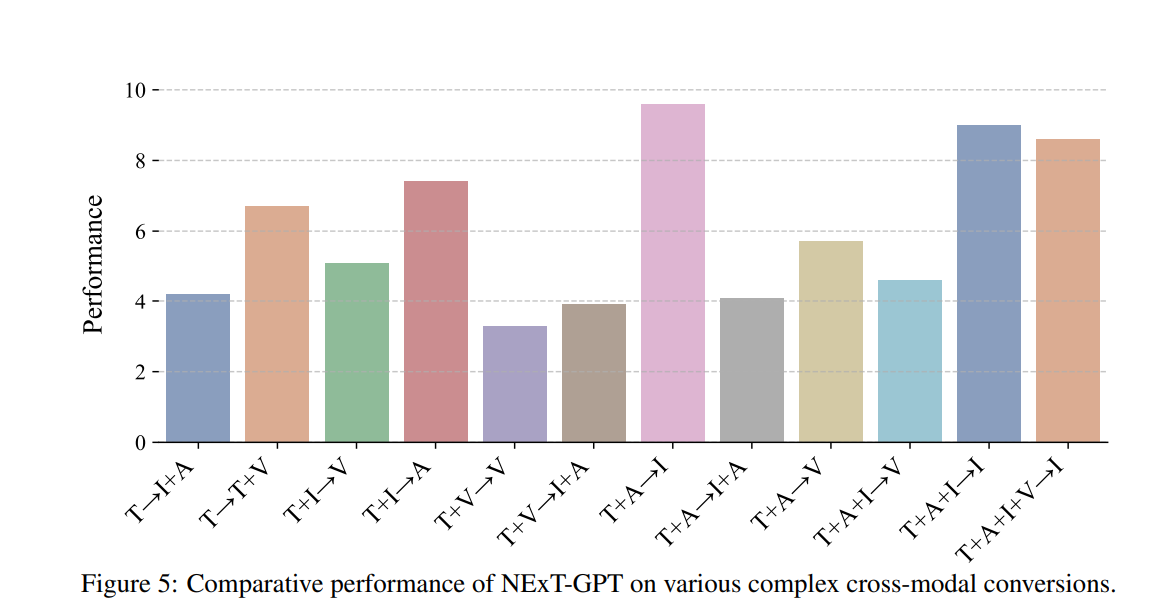 10
8
6
4
2
0
Performance
T→I+A
T→T+V
T+I→V
T+I→A
T+V→V
T+V→I+A
T+A→I
T+A→I+A
T+A→V
T+A+I→V
T+A+I→I
T+A+I+V→I
Figure 5: Comparative performance of NExT-GPT on various complex cross-modal conversions.